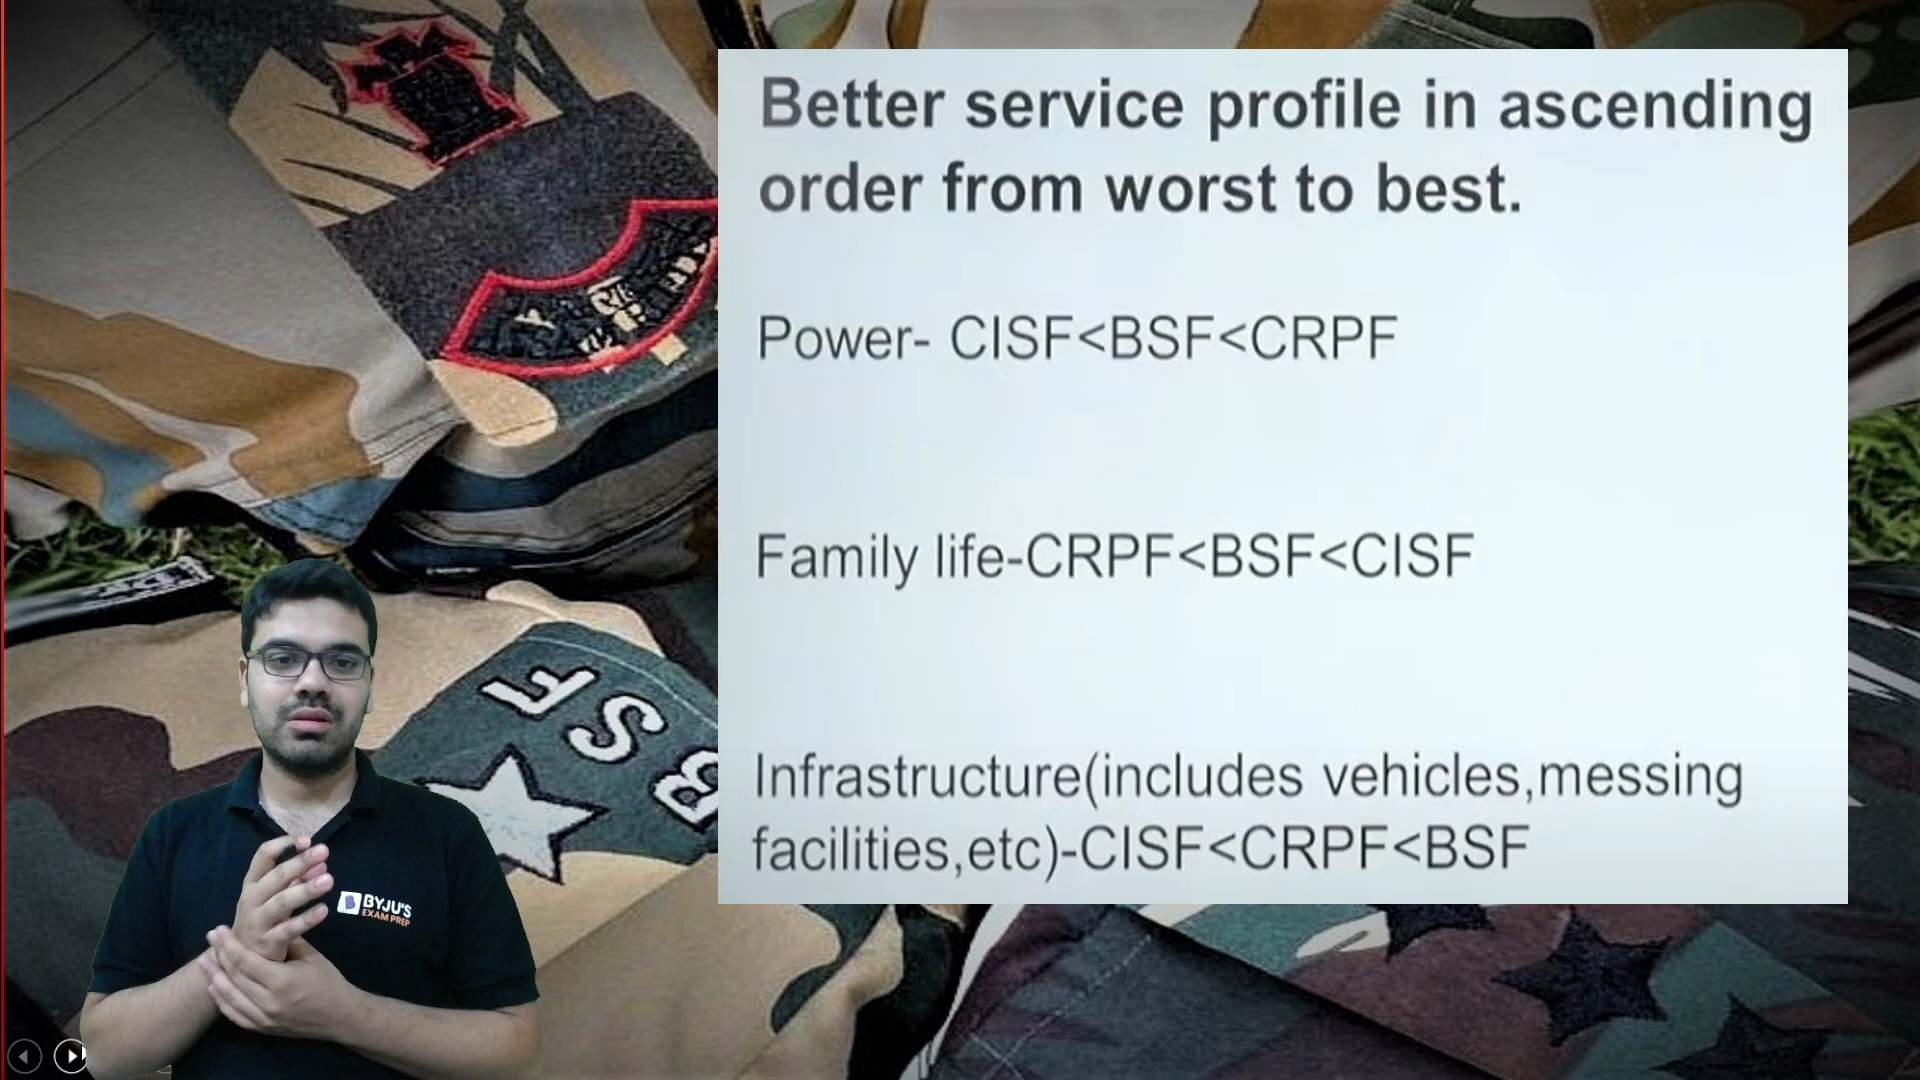 Better service profile in ascending
order from worst to best.
Power- CISF<BSF<CRPF
Family life-CRPF<BSF<CISF
Infrastructure(includes vehicles,messing
facilities,etc)-CISF<CRPF<BSF
BSF
BYJU'S
EXAM PREP